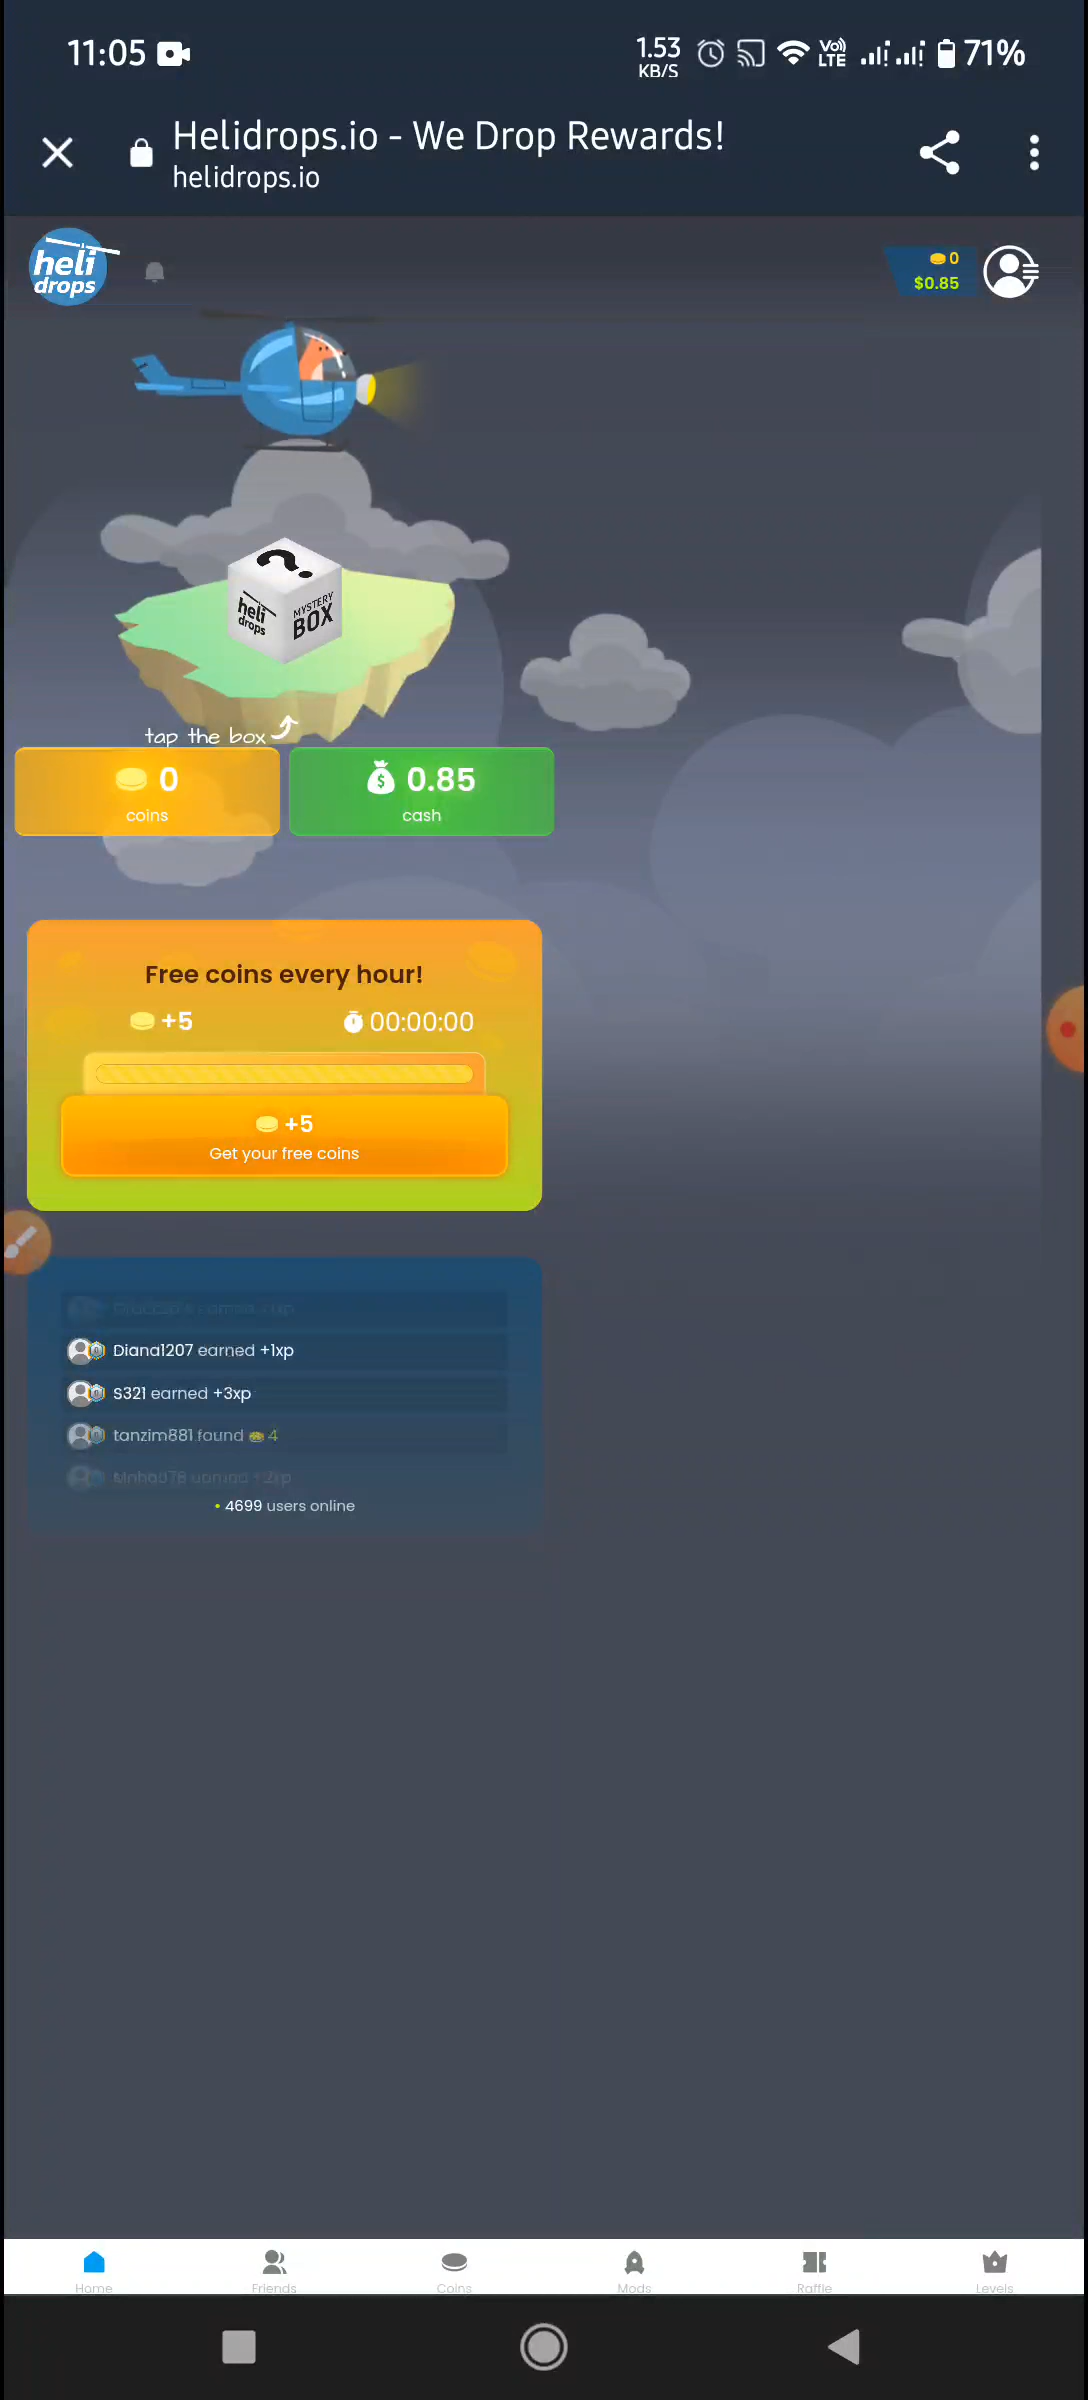 11:05
1.53
KB/S
Vo))
LTE
71%
Helidrops.io - We Drop Rewards!
helidrops.io
heli
drops
0
$0.85
?
heli
drops
MYSTERY
BOX
tap the box
0
coins
$ 0.85
cash
Free coins every hour!
+5
00:00:00
+5
Get your free coins
Diana1207 earned +1xp
S321 earned +3xp
tanzim881 found 4
• 4699 users online
Home
Friends
Coins
Mods
Raffle
Levels